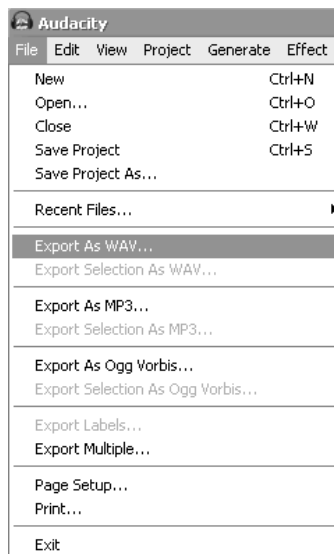 Audacity
File Edit View Project Generate Effect
New Ctrl+N
Open... Ctrl+O
Close Ctrl+W
Save Project Ctrl+S
Save Project As...
Recent Files...
Export As WAV...
Export Selection As WAV...
Export As MP3...
Export Selection As MP3...
Export As Ogg Vorbis...
Export Selection As Ogg Vorbis...
Export Labels...
Export Multiple...
Page Setup...
Print...
Exit